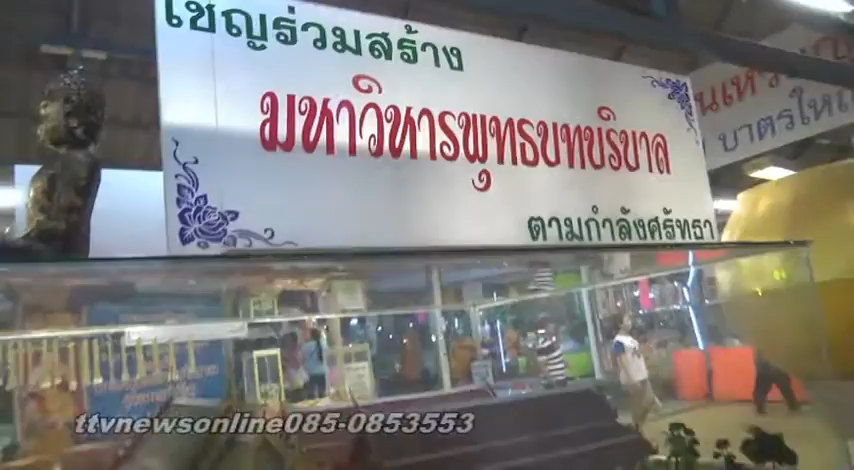 เชิญร่วมสร้าง
มหาวิหารพุทธบทบริบาล
ตามกำลังศรัทธา
บาตรใหญ่
ttvnewsonline085-0853553